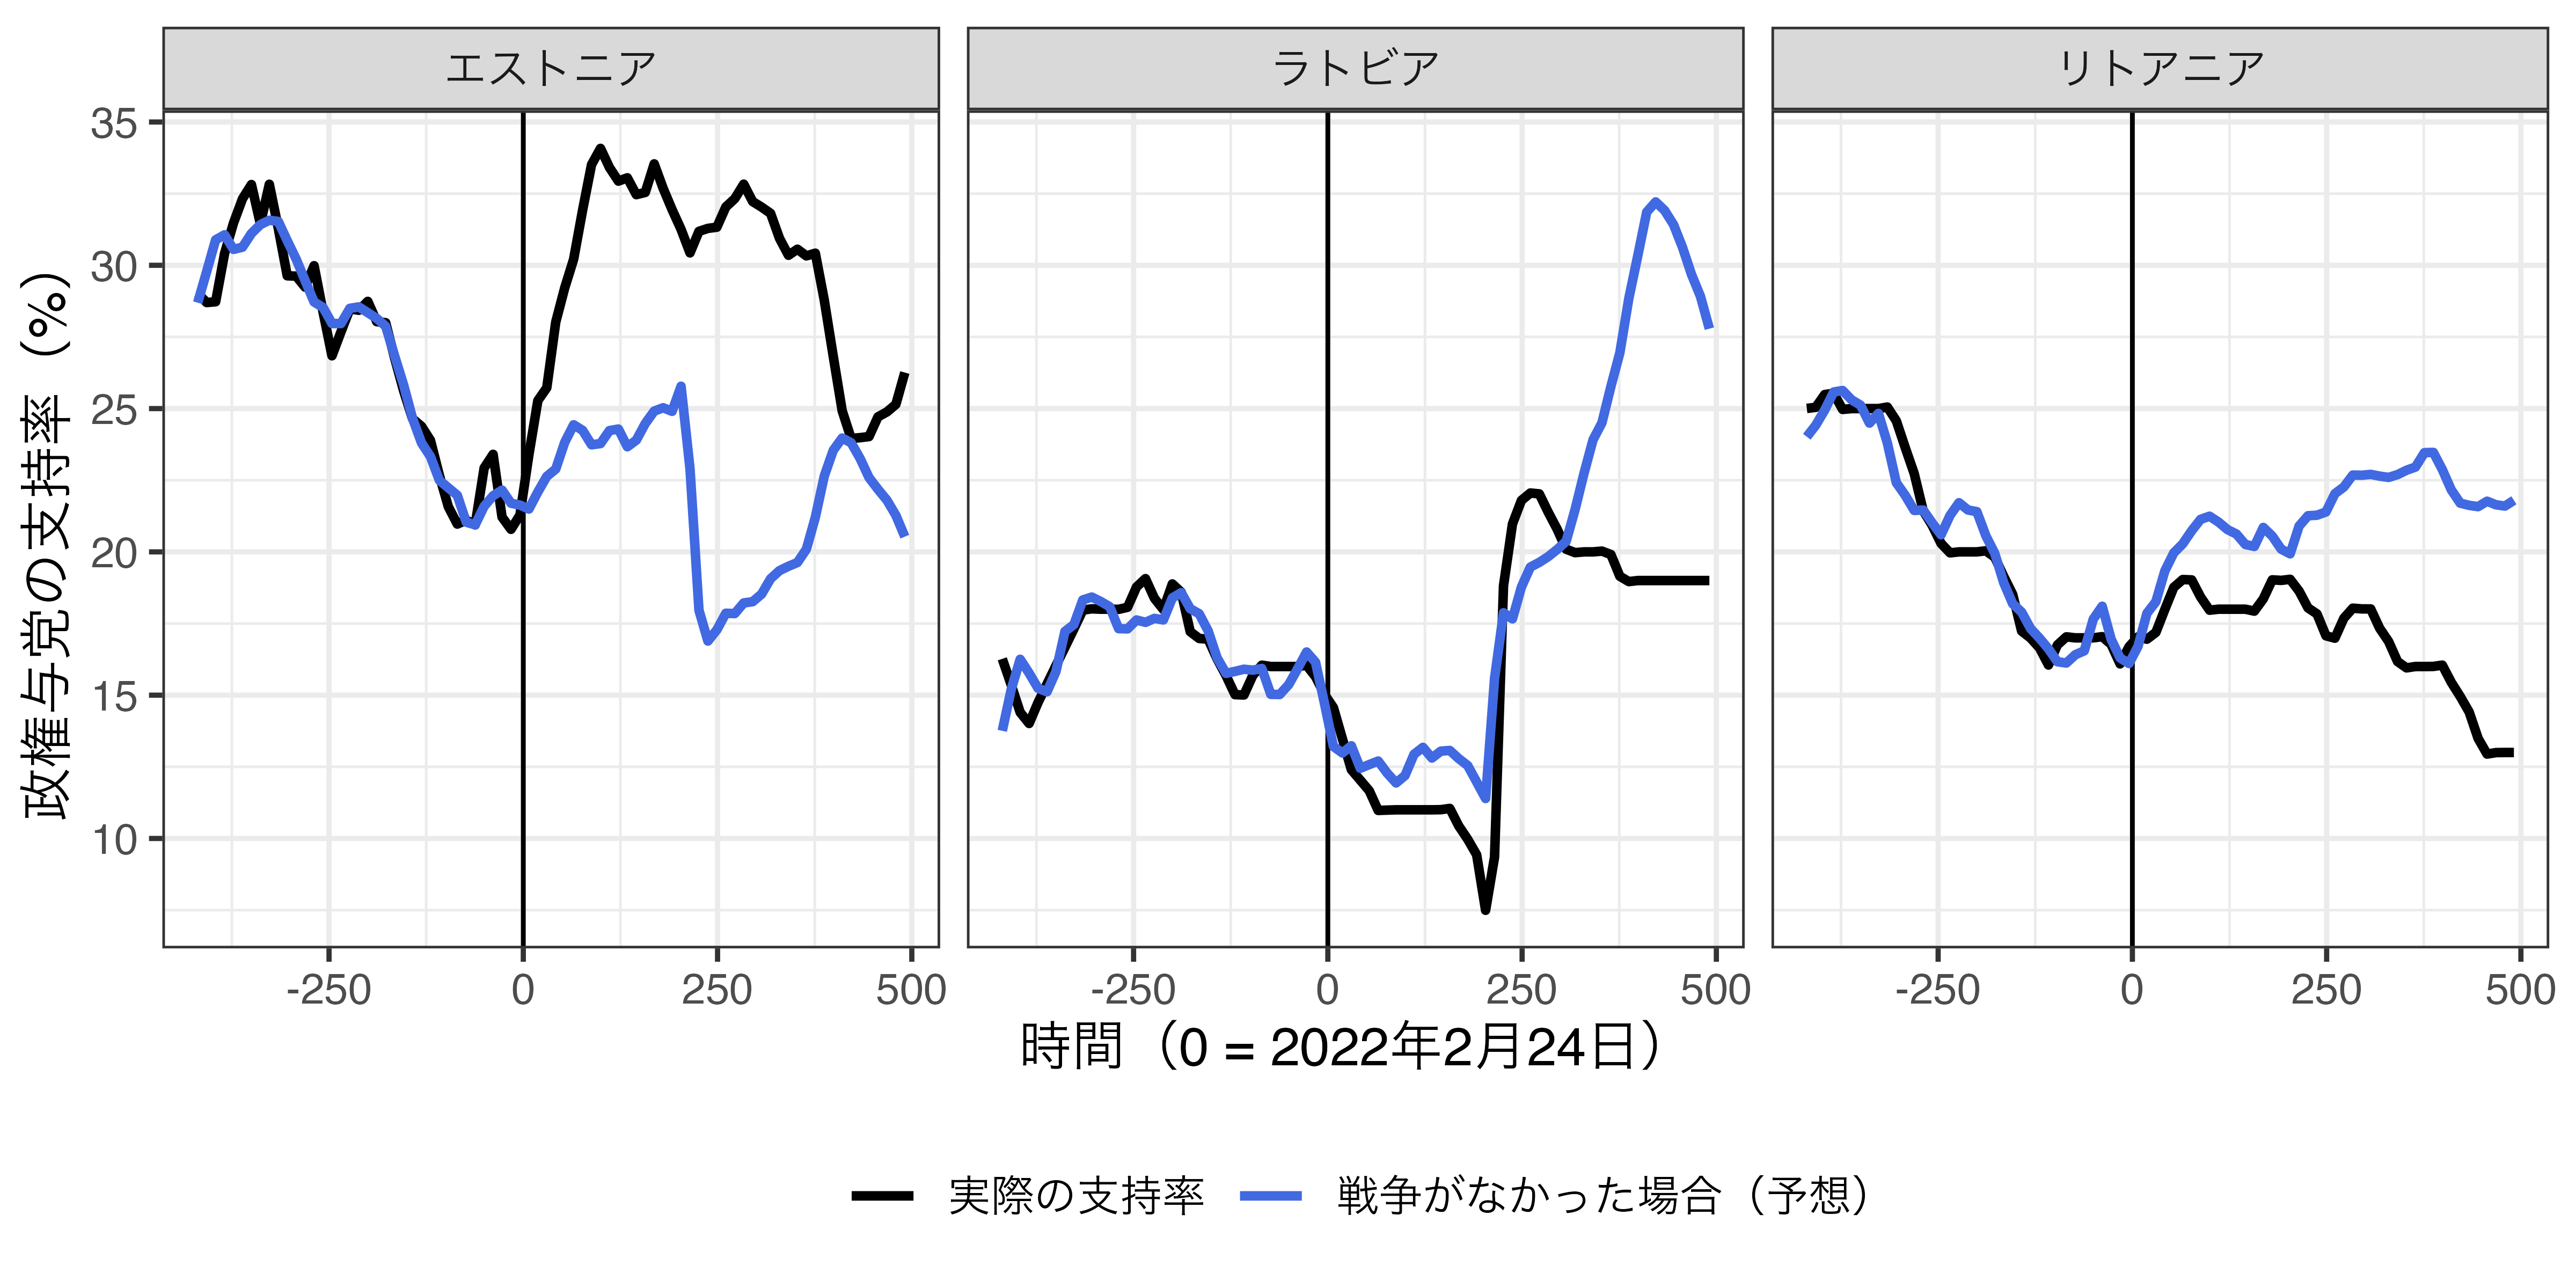 エストニア
ラトビア
リトアニア
政権与党の支持率（%）
35
30
25
20
15
10
-250 0 250 500
-250 0 250 500
-250 0 250 500
時間（0 = 2022年2月24日）
実際の支持率 戦争がなかった場合（予想）